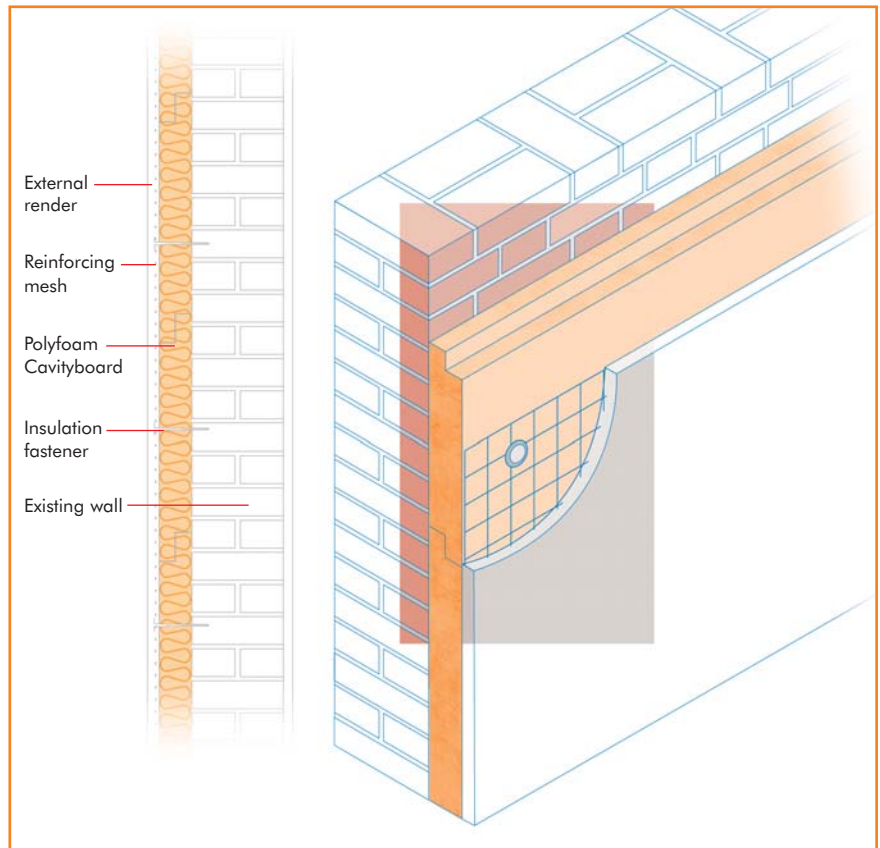 External
render
Reinforcing
mesh
Polyfoam
Cavityboard
Insulation
fastener
Existing wall